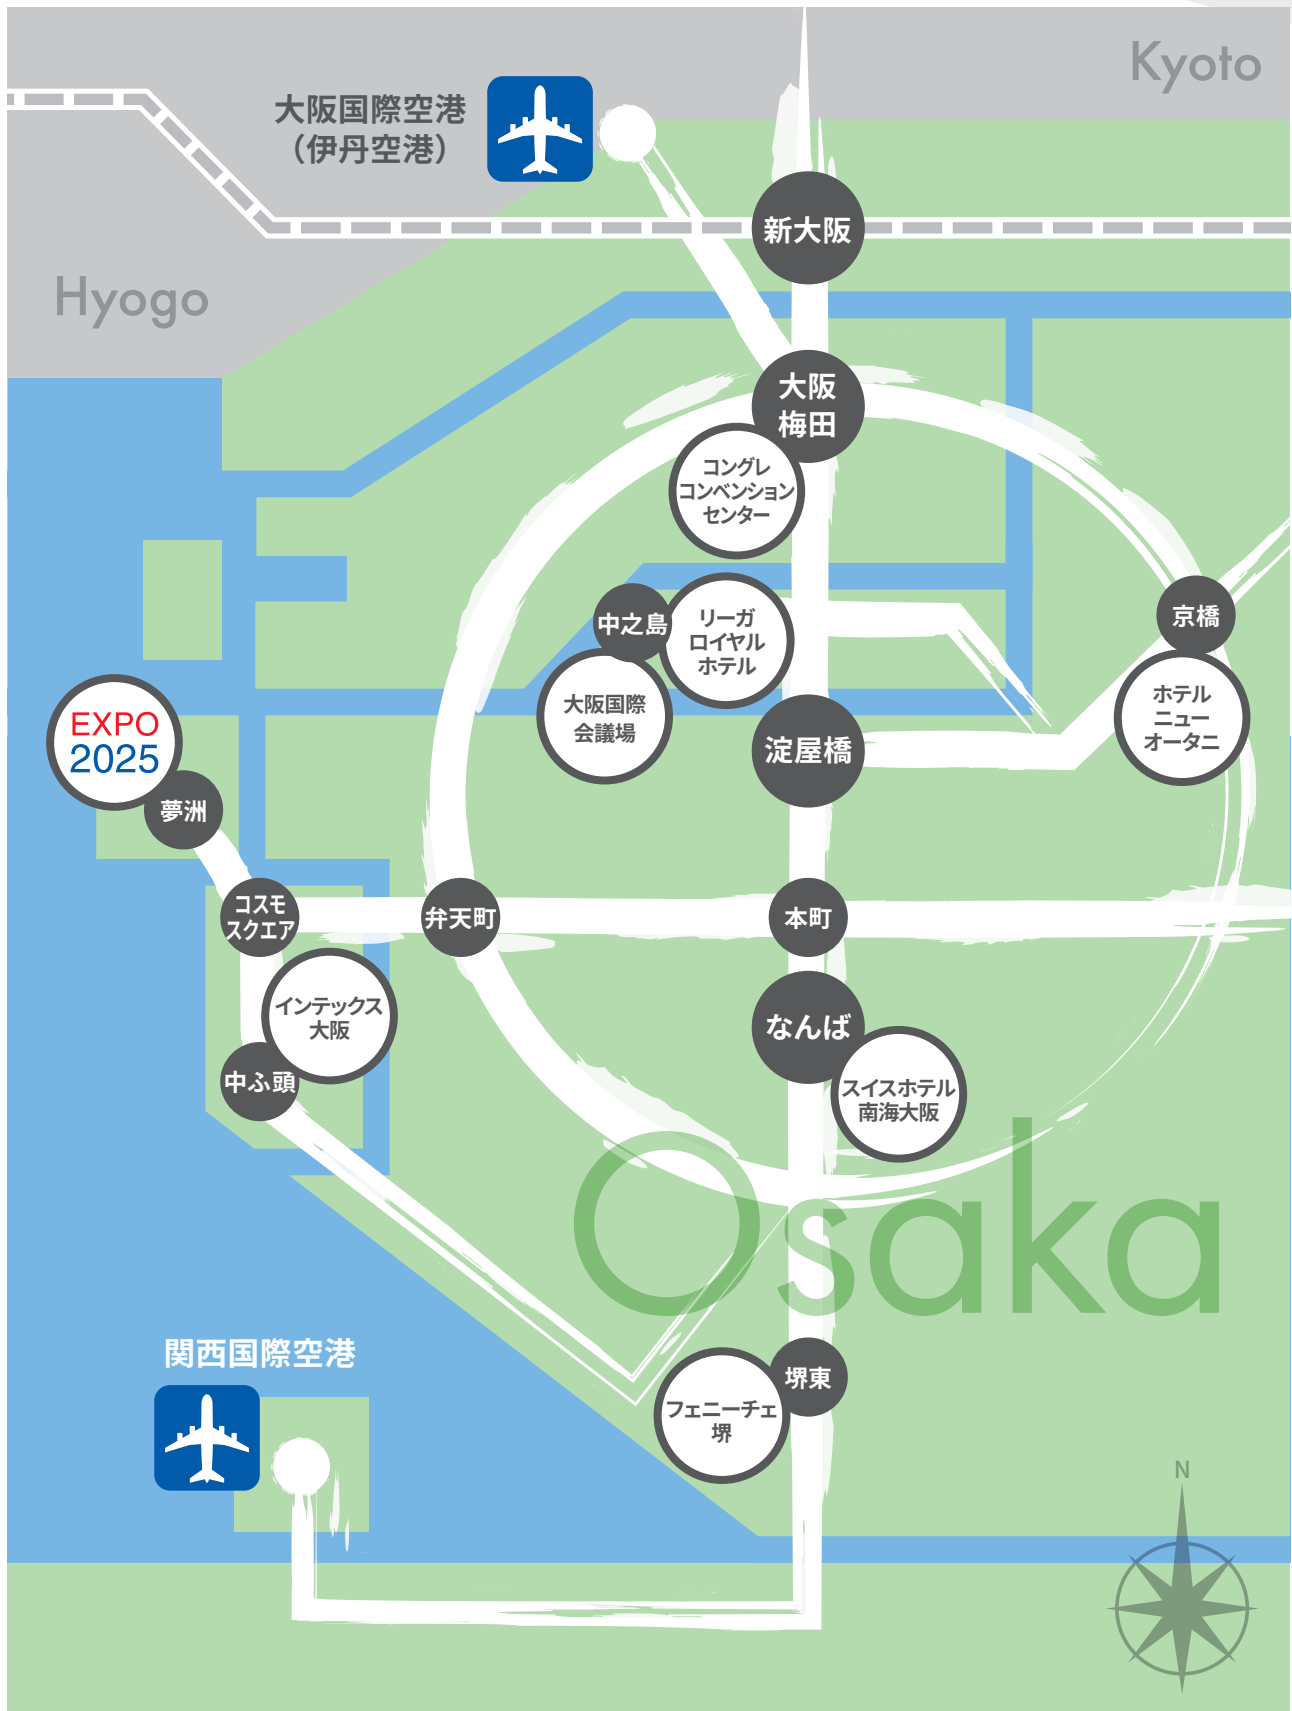 Kyoto
大阪国際空港
（伊丹空港）
新大阪
Hyogo
大阪
梅田
コングレ
コンベンション
センター
中之島
リーガ
ロイヤル
ホテル
京橋
大阪国際
会議場
ホテル
ニュー
オータニ
EXPO
2025
淀屋橋
夢洲
コスモ
スクエア
弁天町
本町
インテックス
大阪
なんば
中ふ頭
スイスホテル
南海大阪
Osaka
関西国際空港
堺東
フェニーチェ
堺
N